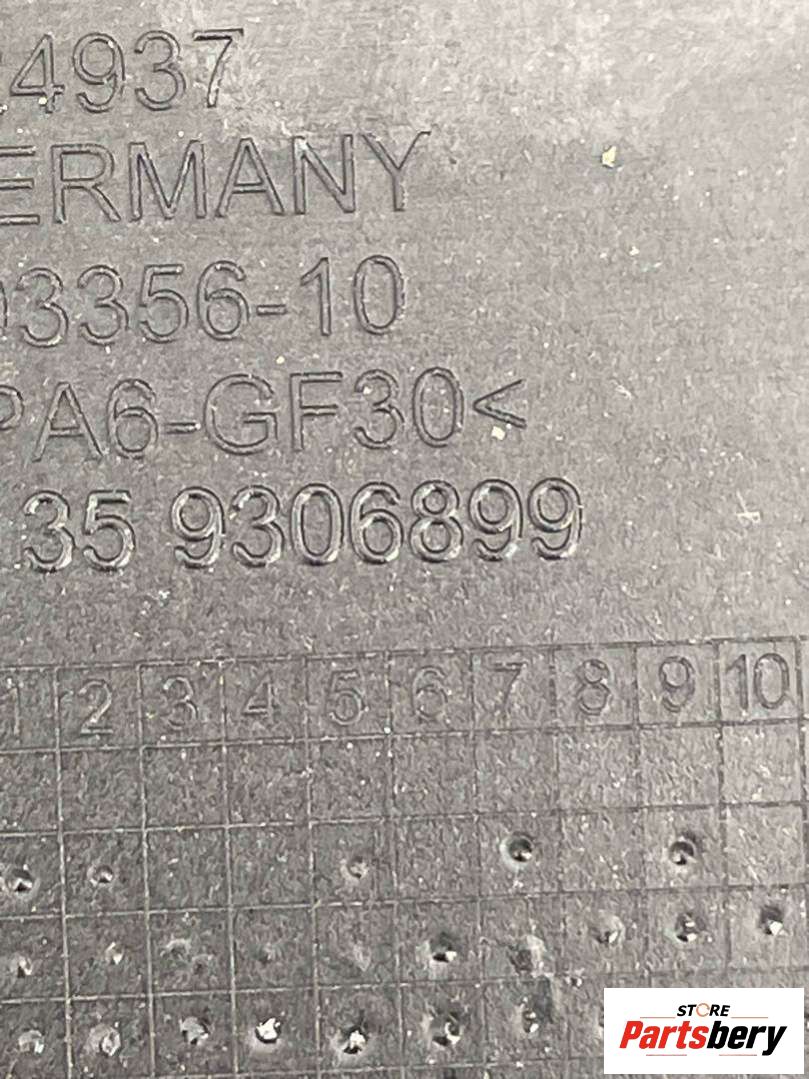 4937
ERMANY
03356-10
PA6-GF30<
35 9306899
1 2 3 4 5 6 7 8 9 10
STORE
Partsbery